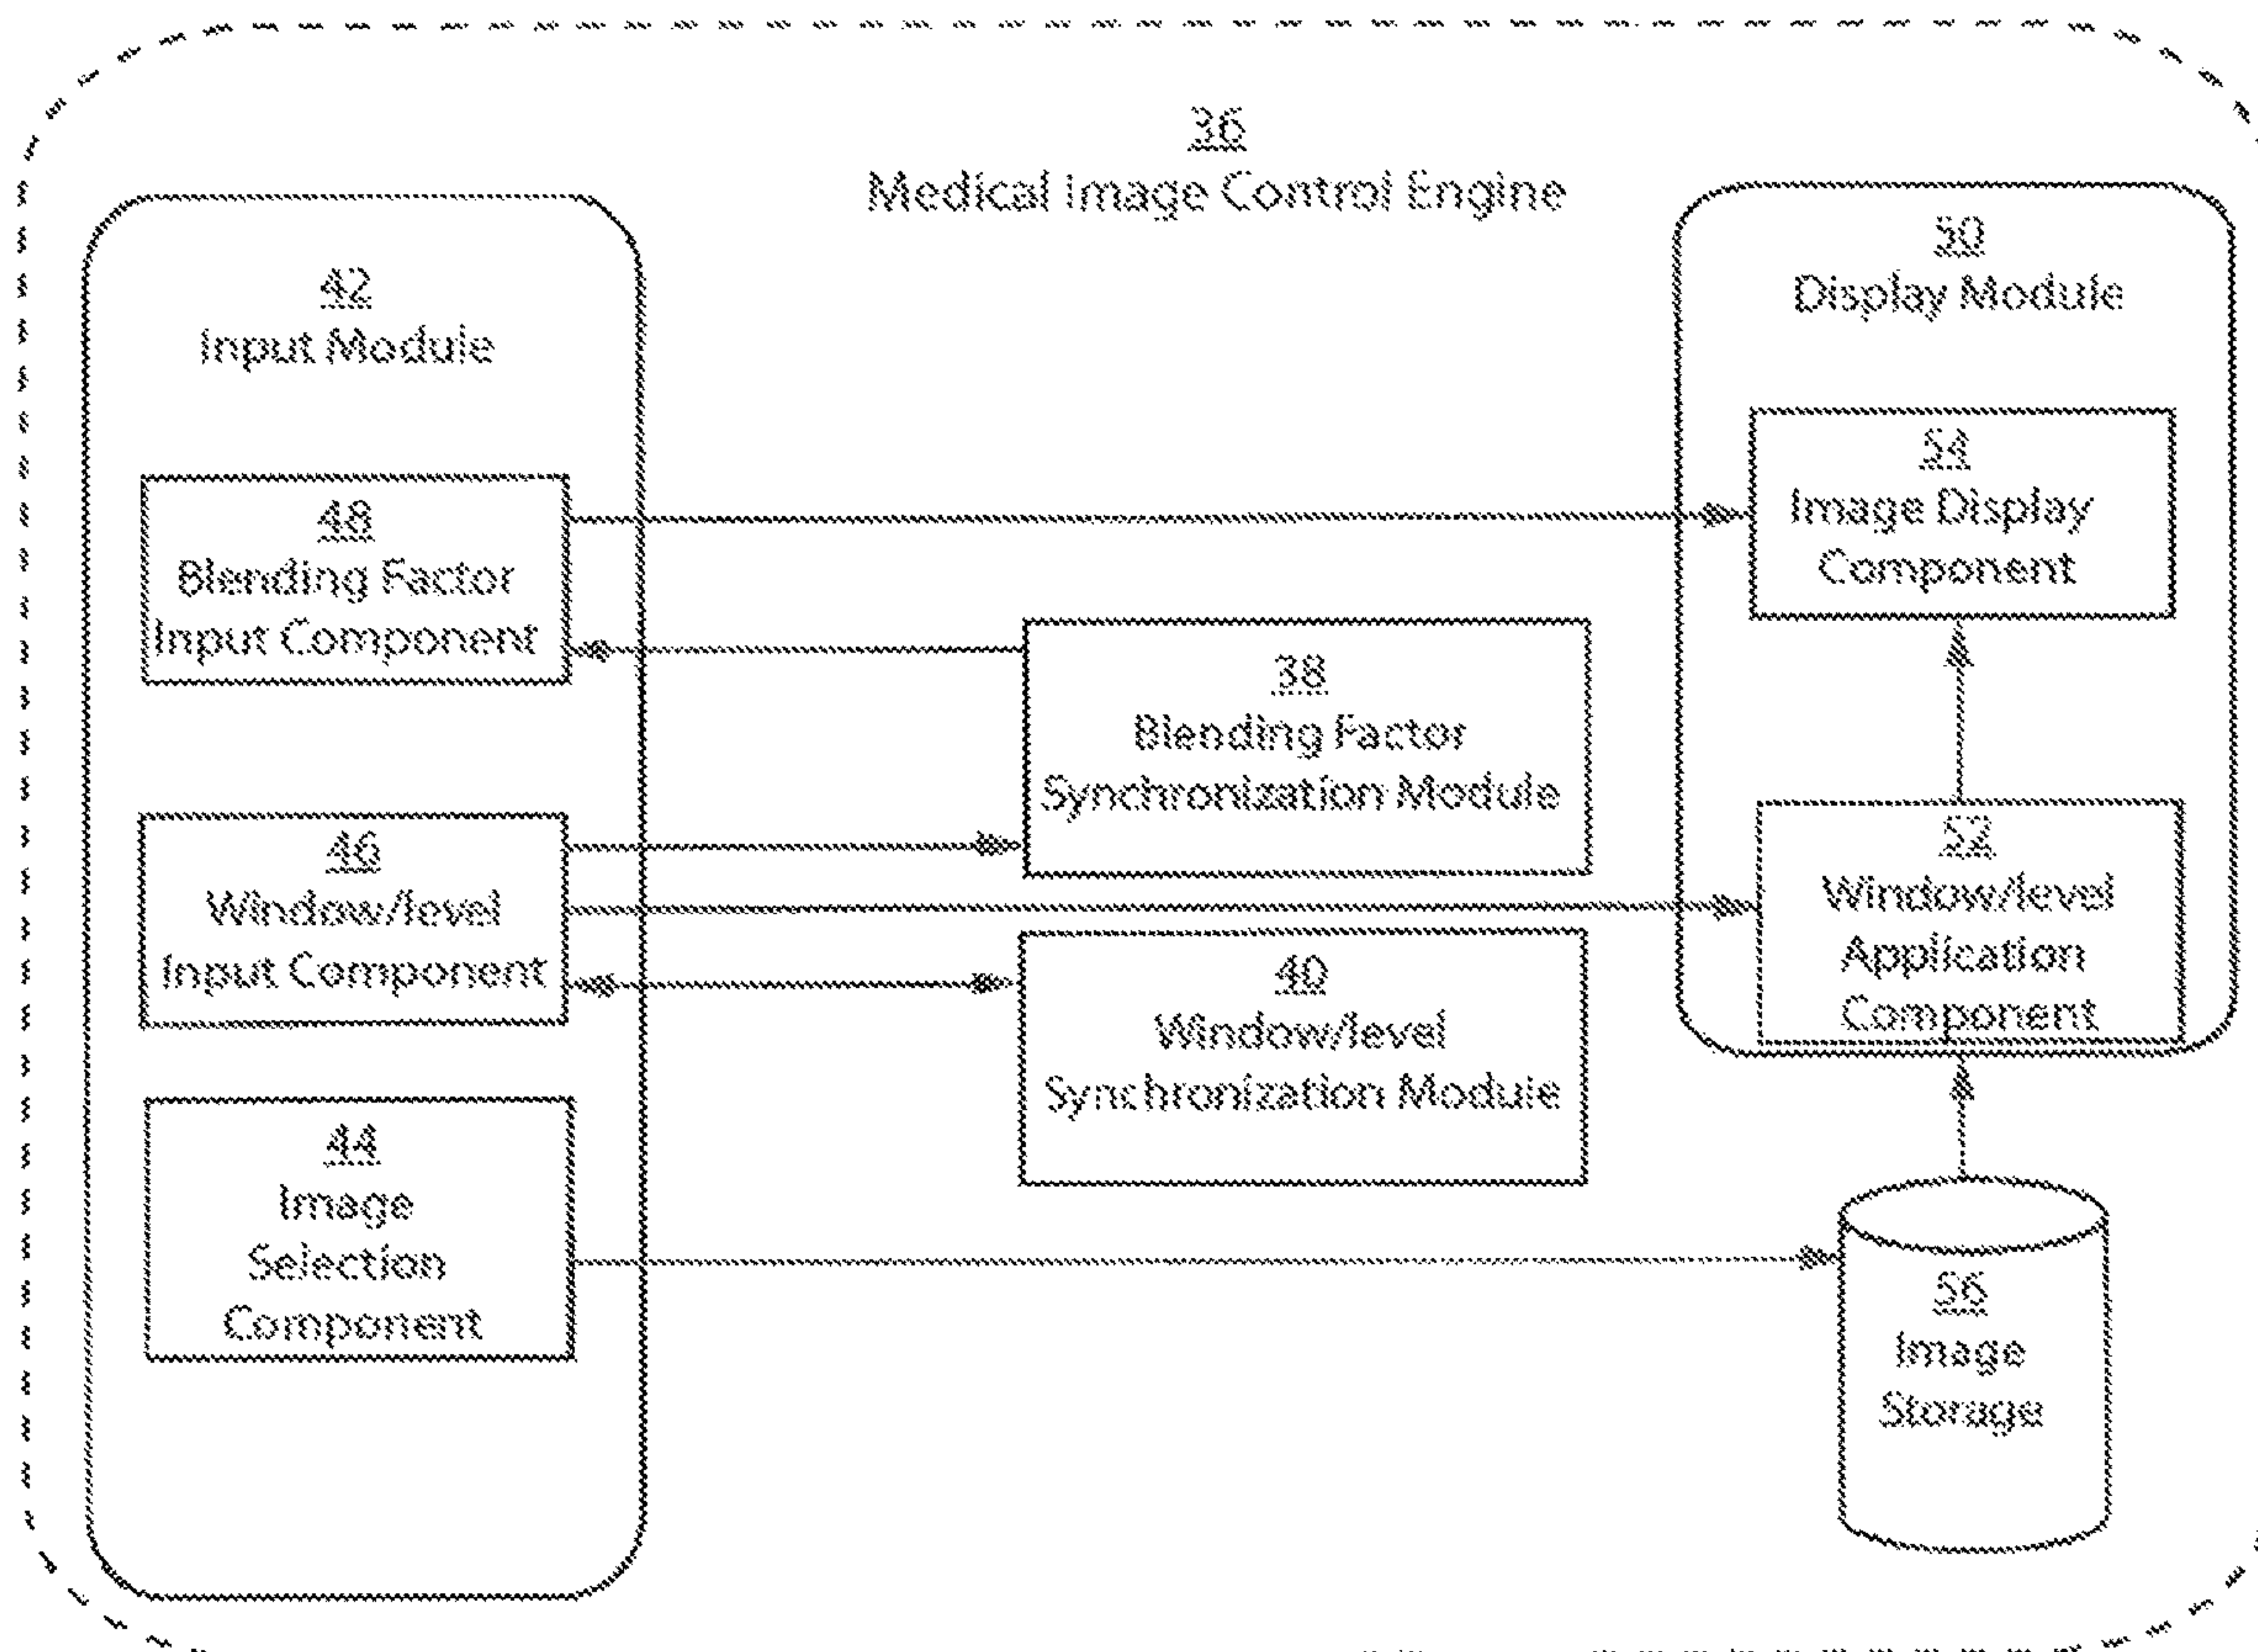 36
Medical Image Control Engine
42
Input Module
48
Blending Factor
Input Component
46
Window/level
Input Component
44
Image
Selection
Component
38
Blending Factor
Synchronization Module
40
Window/level
Synchronization Module
50
Display Module
54
Image Display
Component
52
Window/level
Application
Component
56
Image
Storage